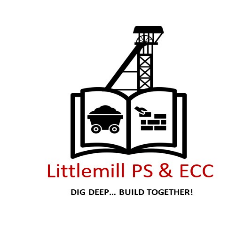 Littlemill PS & ECC
DIG DEEP... BUILD TOGETHER!